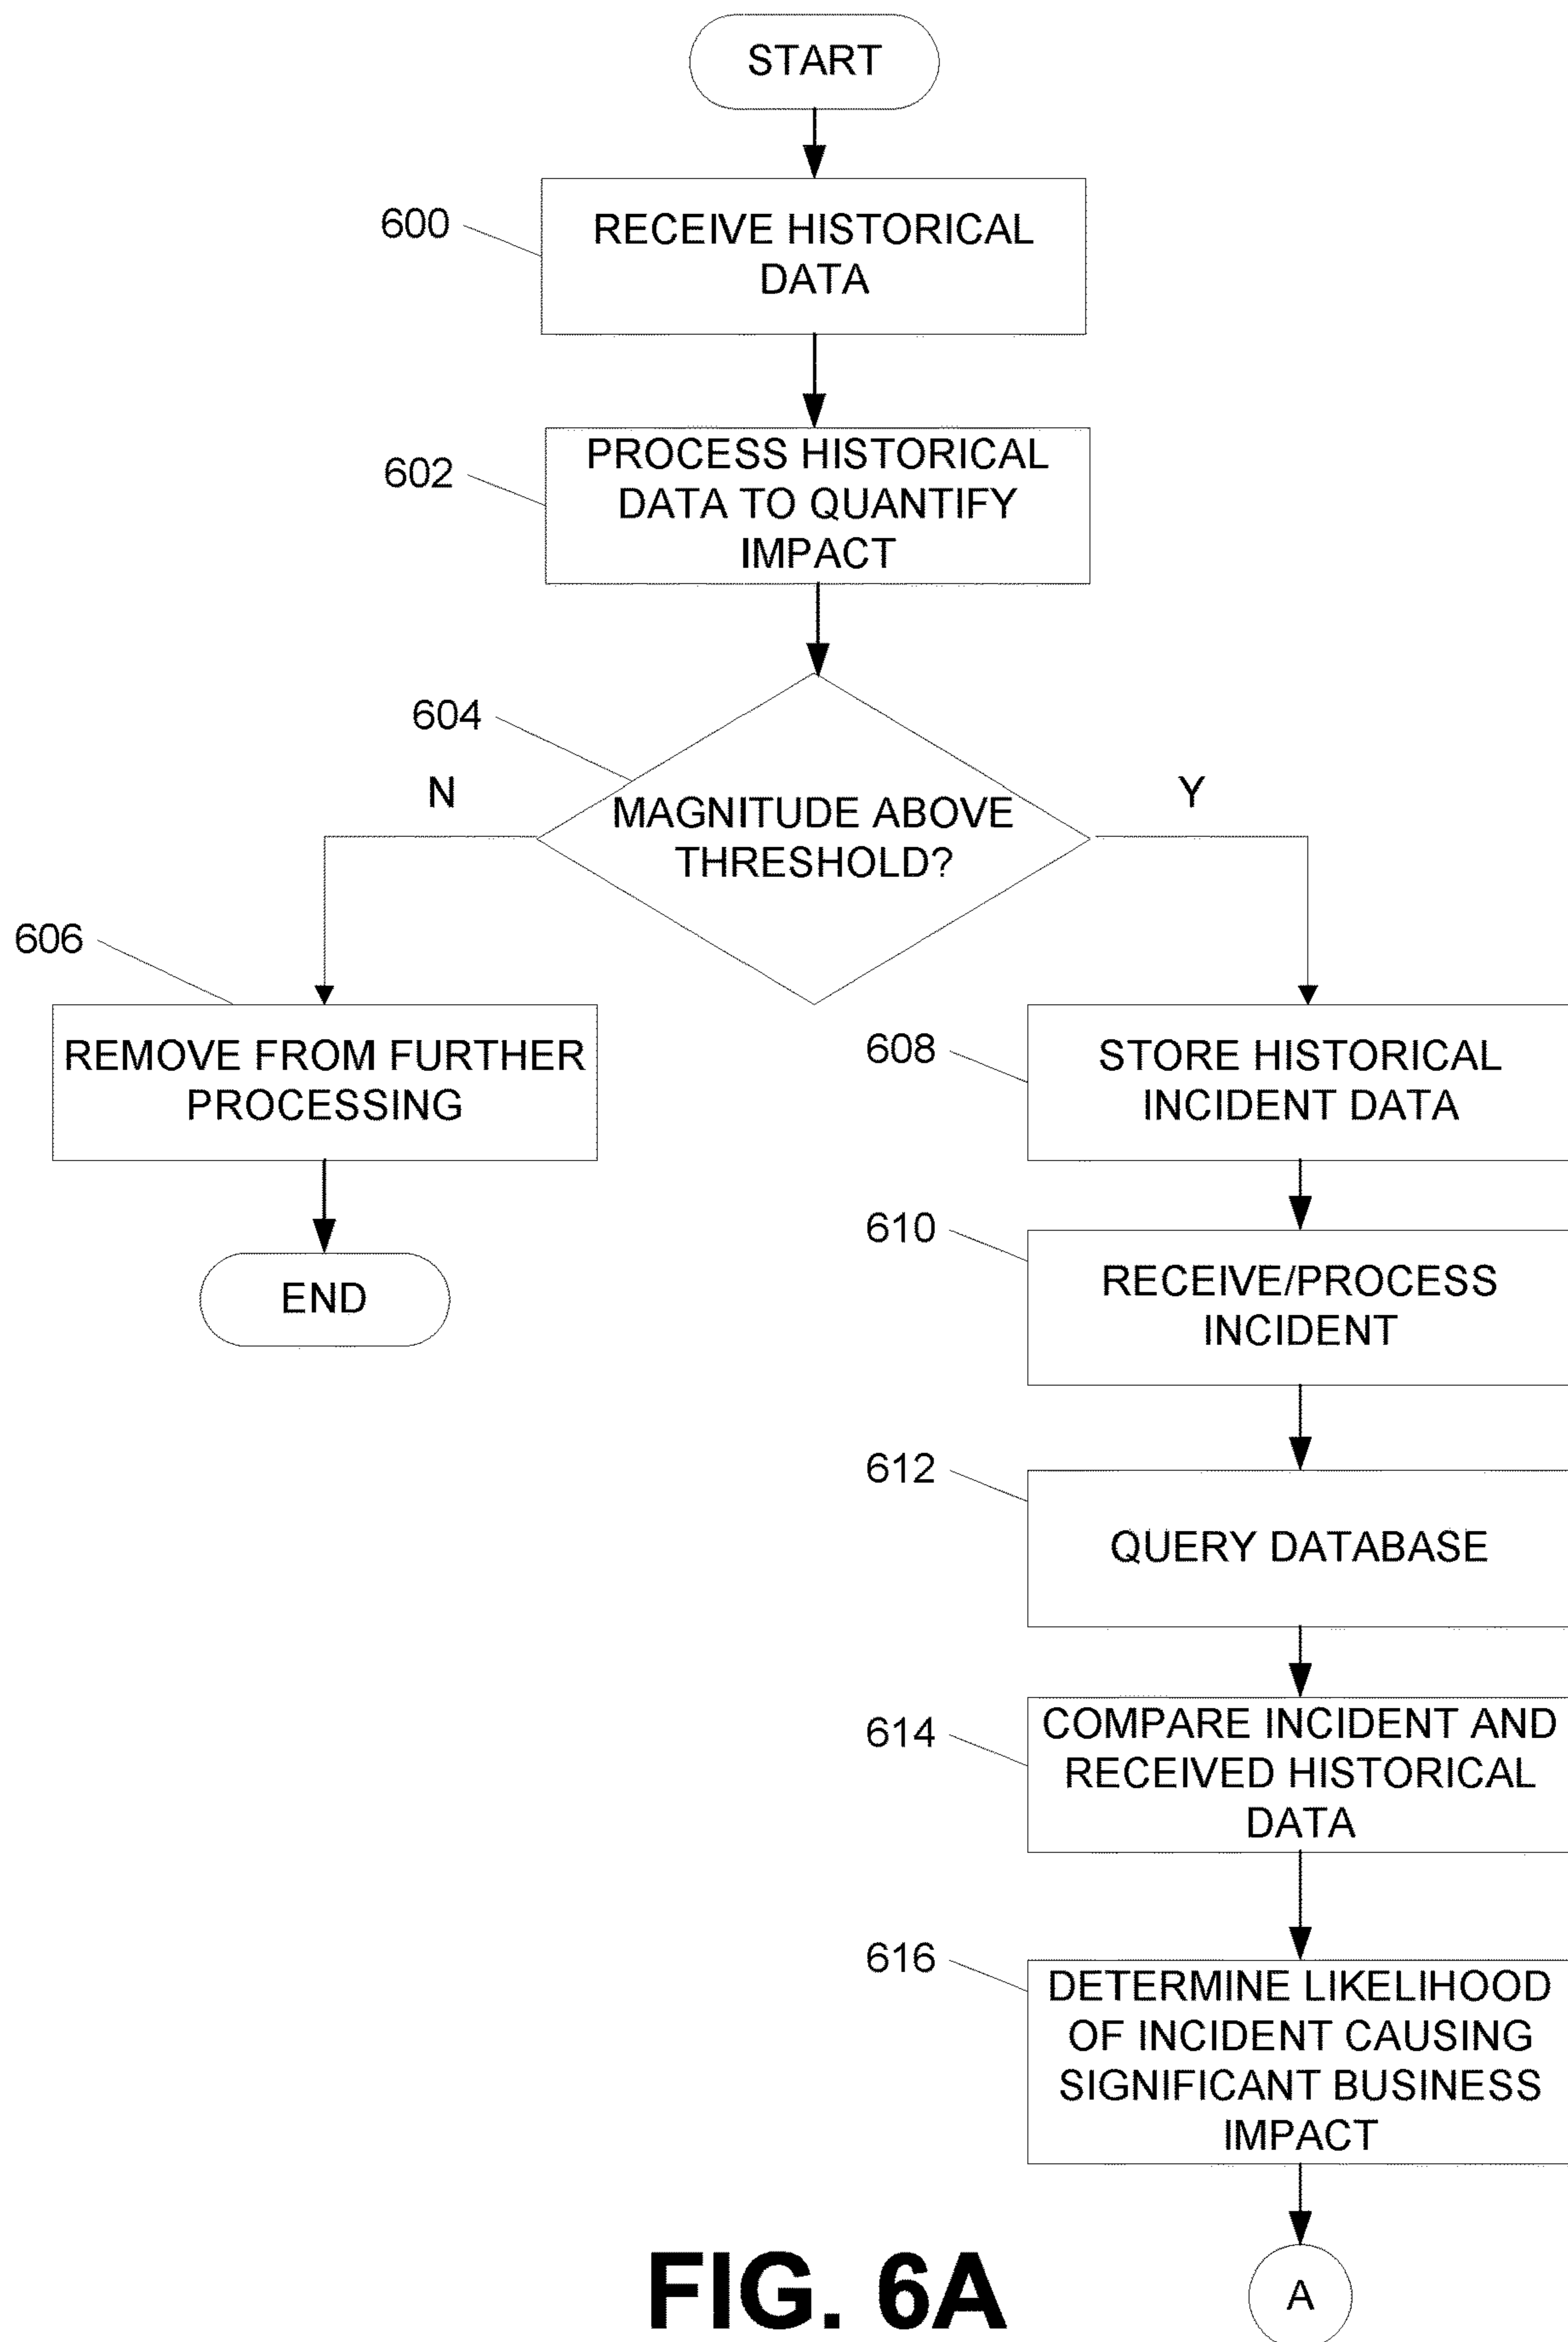 START
600
RECEIVE HISTORICAL
DATA
602
PROCESS HISTORICAL
DATA TO QUANTIFY
IMPACT
604
MAGNITUDE ABOVE
THRESHOLD?
N
Y
606
REMOVE FROM FURTHER
PROCESSING
END
608
STORE HISTORICAL
INCIDENT DATA
610
RECEIVE/PROCESS
INCIDENT
612
QUERY DATABASE
614
COMPARE INCIDENT AND
RECEIVED HISTORICAL
DATA
616
DETERMINE LIKELIHOOD
OF INCIDENT CAUSING
SIGNIFICANT BUSINESS
IMPACT
A
FIG. 6A